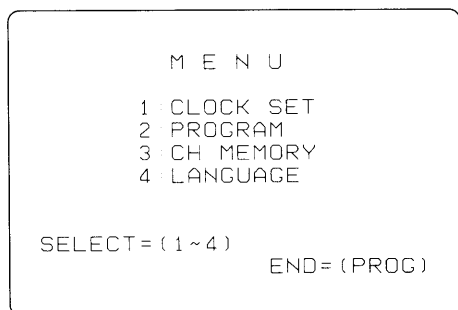 M E N U
1 : CLOCK SET
2 : PROGRAM
3 : CH MEMORY
4 : LANGUAGE
SELECT=(1~4)
END=(PROG)